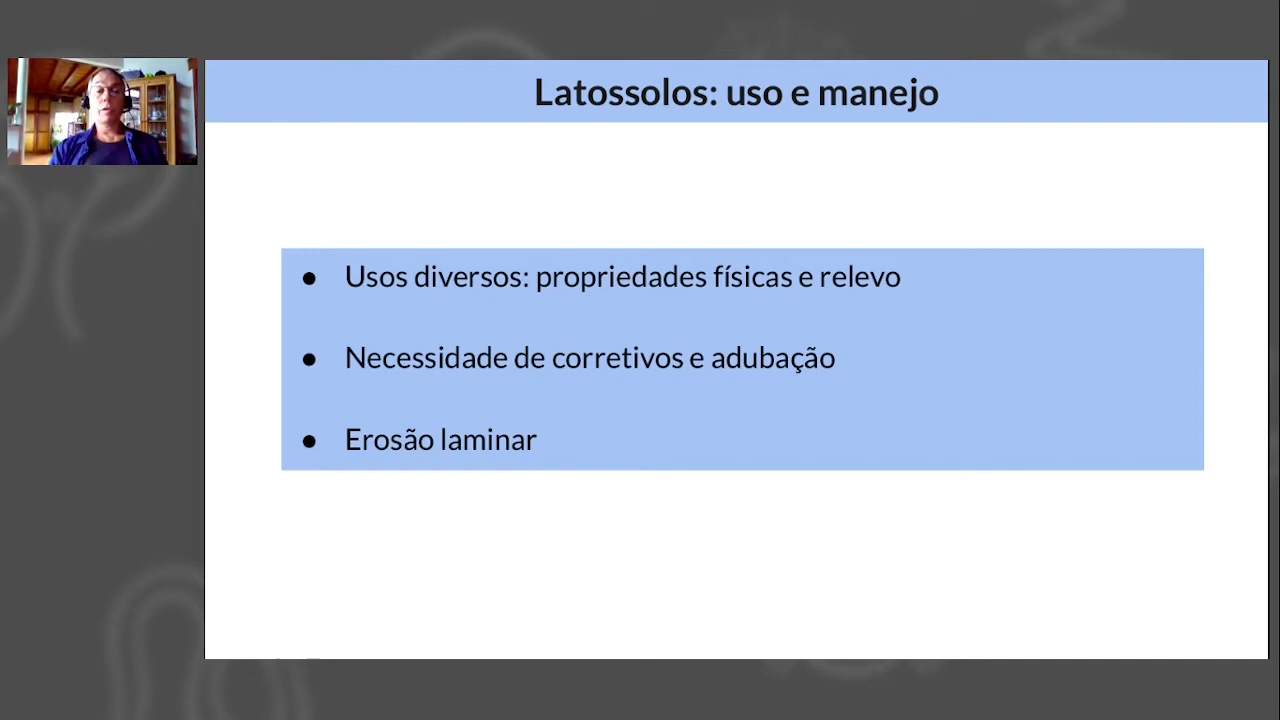 Latossolos: uso e manejo
● Usos diversos: propriedades físicas e relevo
● Necessidade de corretivos e adubação
● Erosão laminar